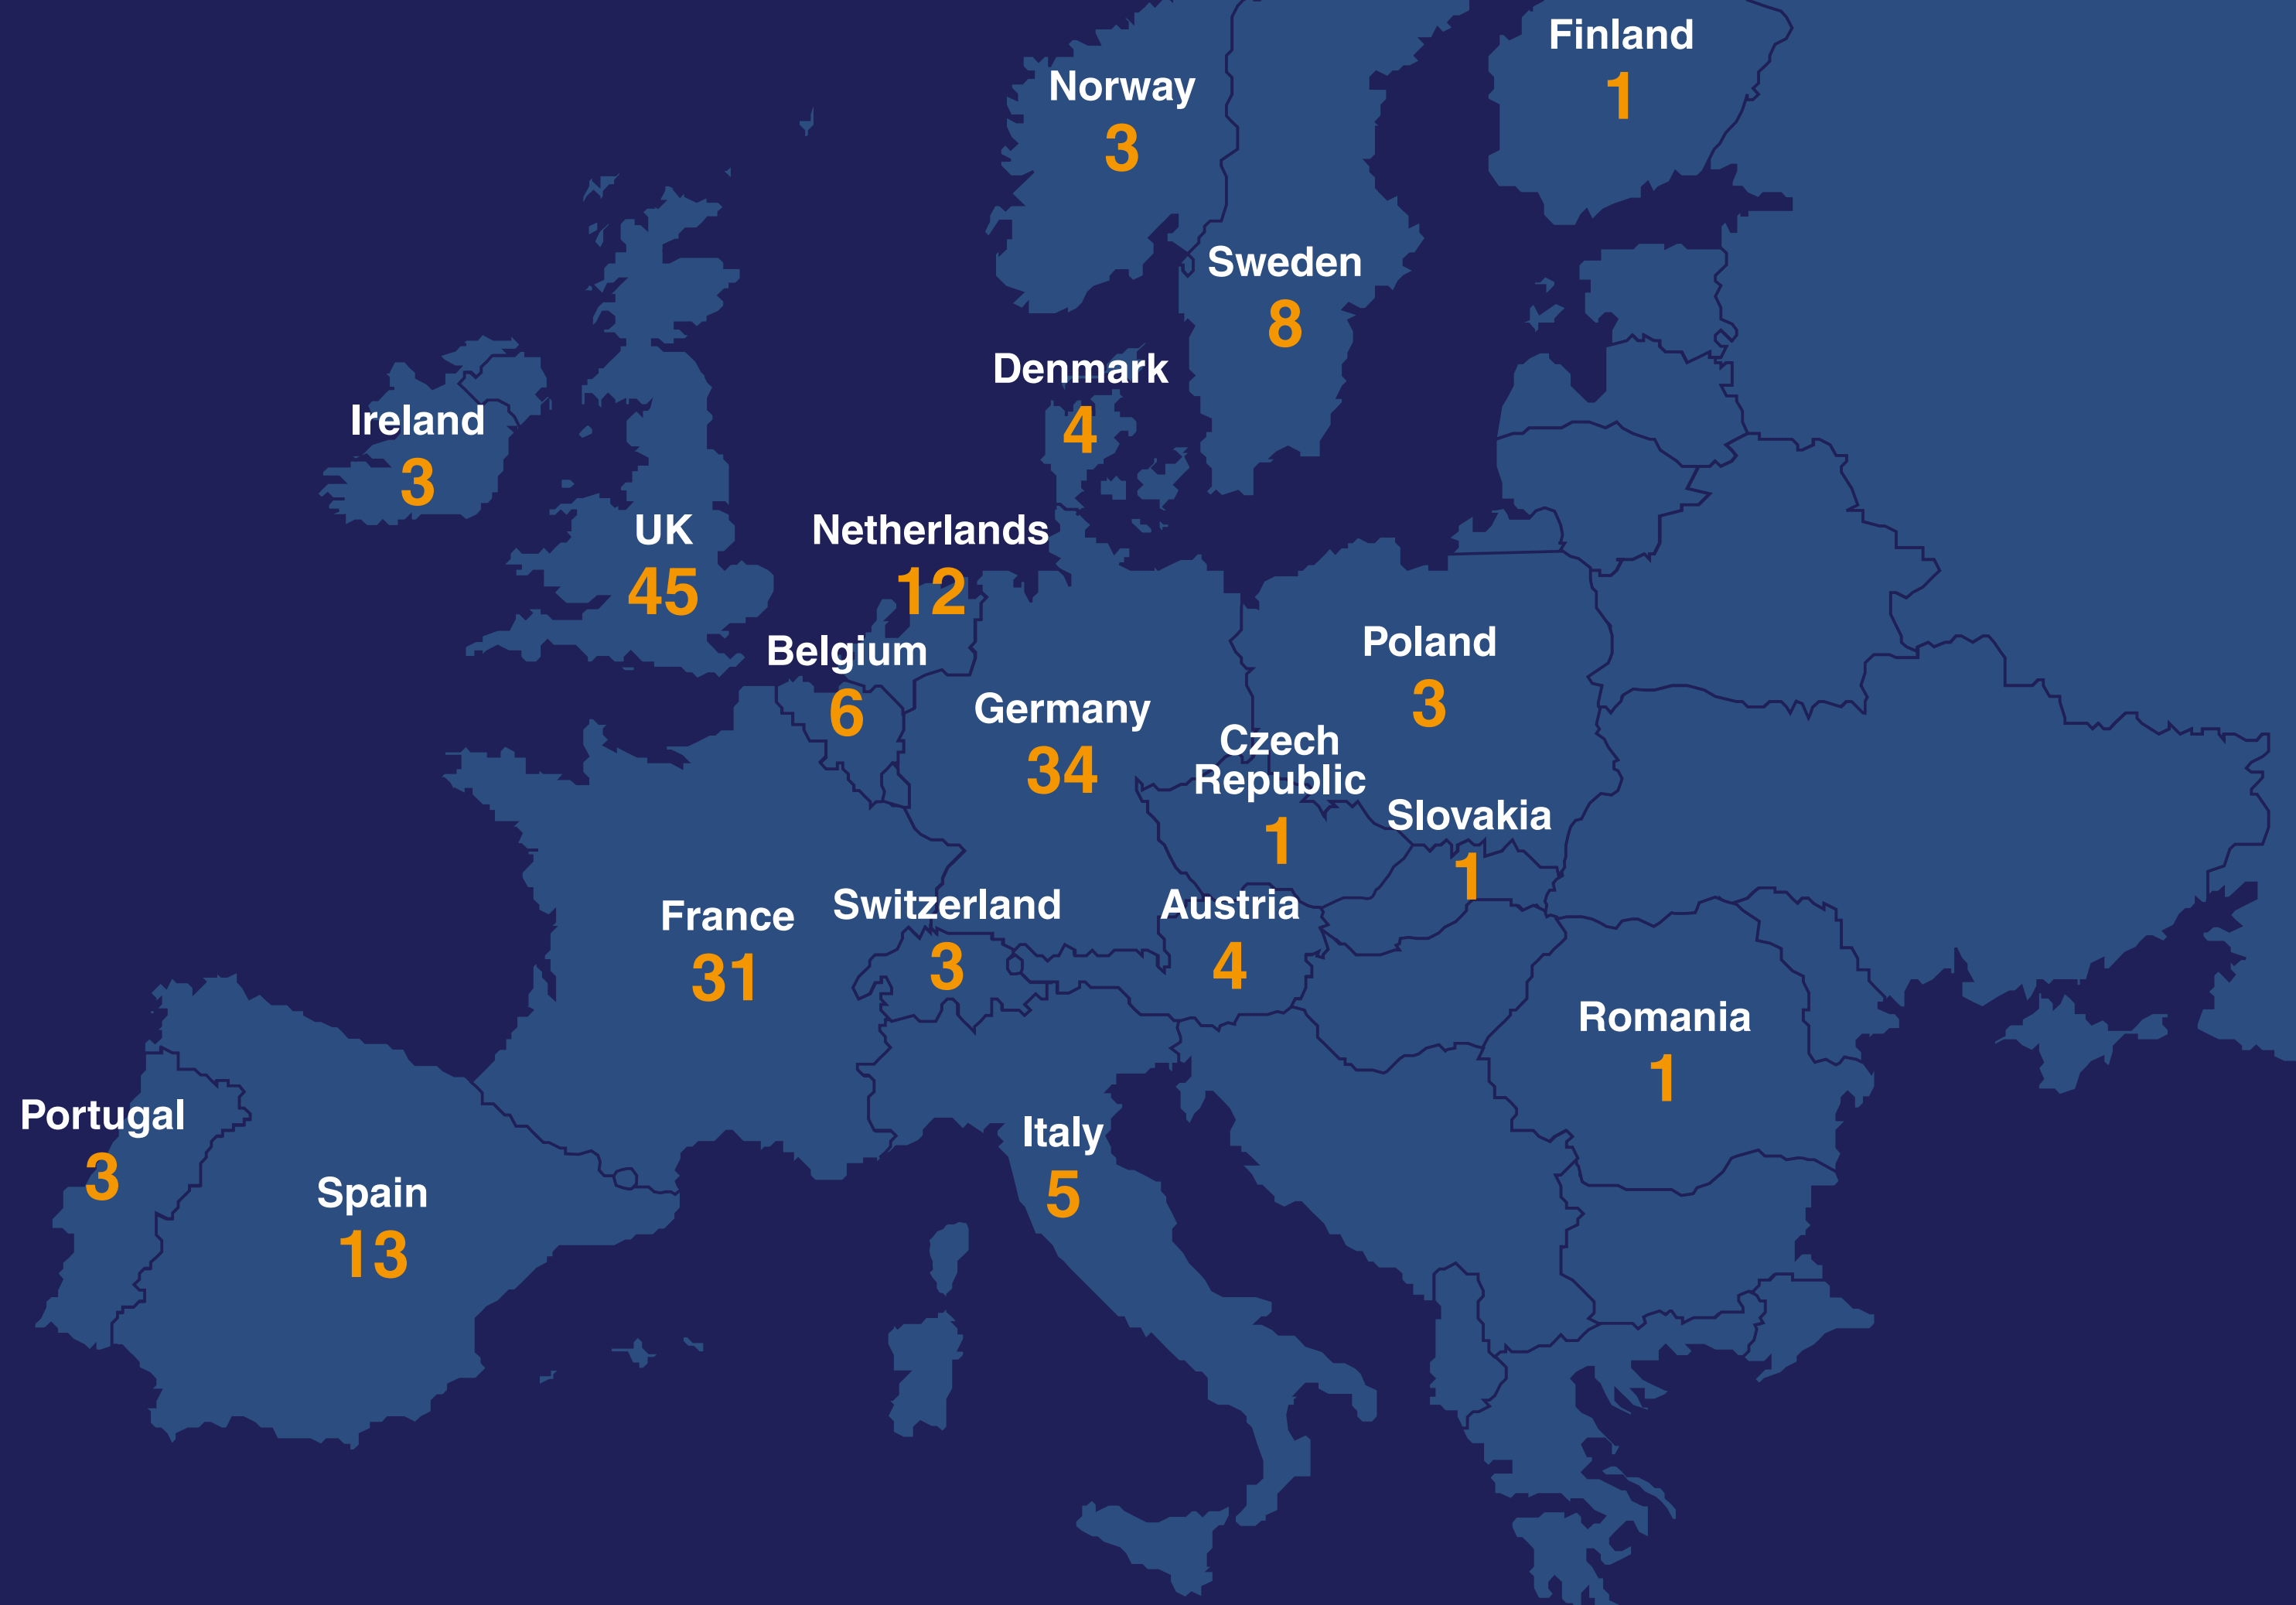 Finland
1
Norway
3
Sweden
8
Denmark
4
Ireland
3
UK
45
Netherlands
12
Belgium
6
Germany
34
Poland
3
Czech
Republic
1
Slovakia
1
France
31
Switzerland
3
Austria
4
Romania
1
Portugal
3
Spain
13
Italy
5